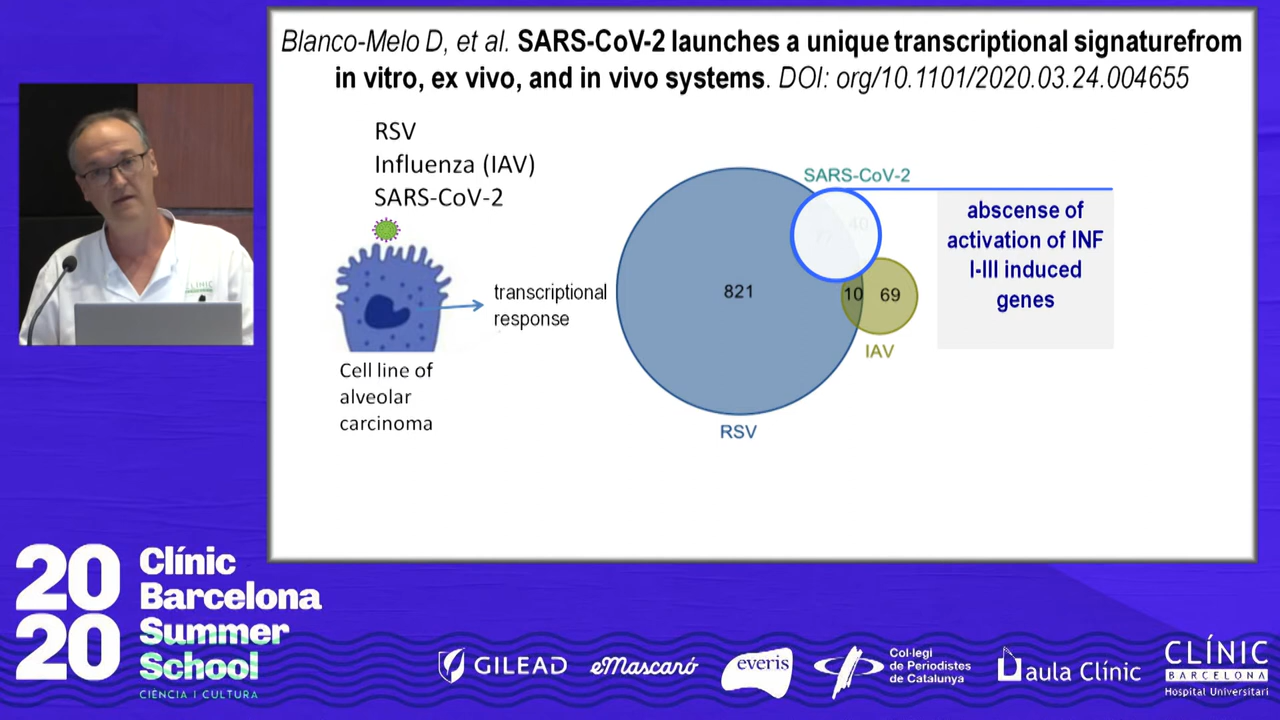 Blanco-Melo D, et al. SARS-CoV-2 launches a unique transcriptional signaturefrom
in vitro, ex vivo, and in vivo systems. DOI: org/10.1101/2020.03.24.004655
RSV
Influenza (IAV)
SARS-CoV-2
transcriptional
response
Cell line of
alveolar
carcinoma
SARS-CoV-2
40
77
821
10
69
IAV
RSV
abscense of
activation of INF
I-III induced
genes
CLÍNIC
2020
Clínic
Barcelona
Summer
School
CIÈNCIA I CULTURA
GILEAD
eMascaró
everis
Col·legi
de Periodistes
de Catalunya
aula Clínic
CLÍNIC
BARCELONA
Hospital Universitari